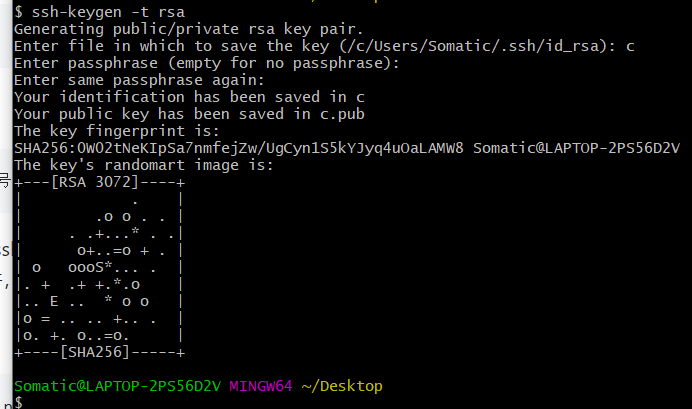 $ ssh-keygen -t rsa
Generating public/private rsa key pair.
Enter file in which to save the key (/c/Users/Somatic/.ssh/id_rsa): c
Enter passphrase (empty for no passphrase):
Enter same passphrase again:
Your identification has been saved in c
Your public key has been saved in c.pub
The key fingerprint is:
SHA256:0WO2tNeKIpSa7nmfejZw/UgCyn1S5kYJyq4uOaLAMW8 Somatic@LAPTOP-2PS56D2V
The key's randomart image is:
+---[RSA 3072]----+
|            .    |
|        .o o . . |
|     . .+...* . .|
|      o+..=o + . |
| o   oooS*... .  |
|. +  .+ +.*.o    |
|.. E ..  * o o   |
|o = .. .. +.. .  |
|o. +. o..=o.     |
+----[SHA256]-----+
Somatic@LAPTOP-2PS56D2V MINGW64 ~/Desktop
$